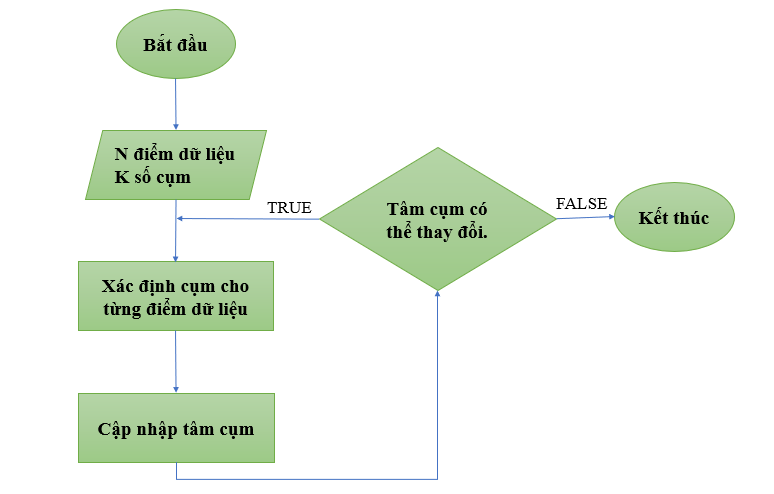 Bắt đầu
N điểm dữ liệu
K số cụm
TRUE
Tâm cụm có
thể thay đổi.
FALSE
Kết thúc
Xác định cụm cho
từng điểm dữ liệu
Cập nhập tâm cụm